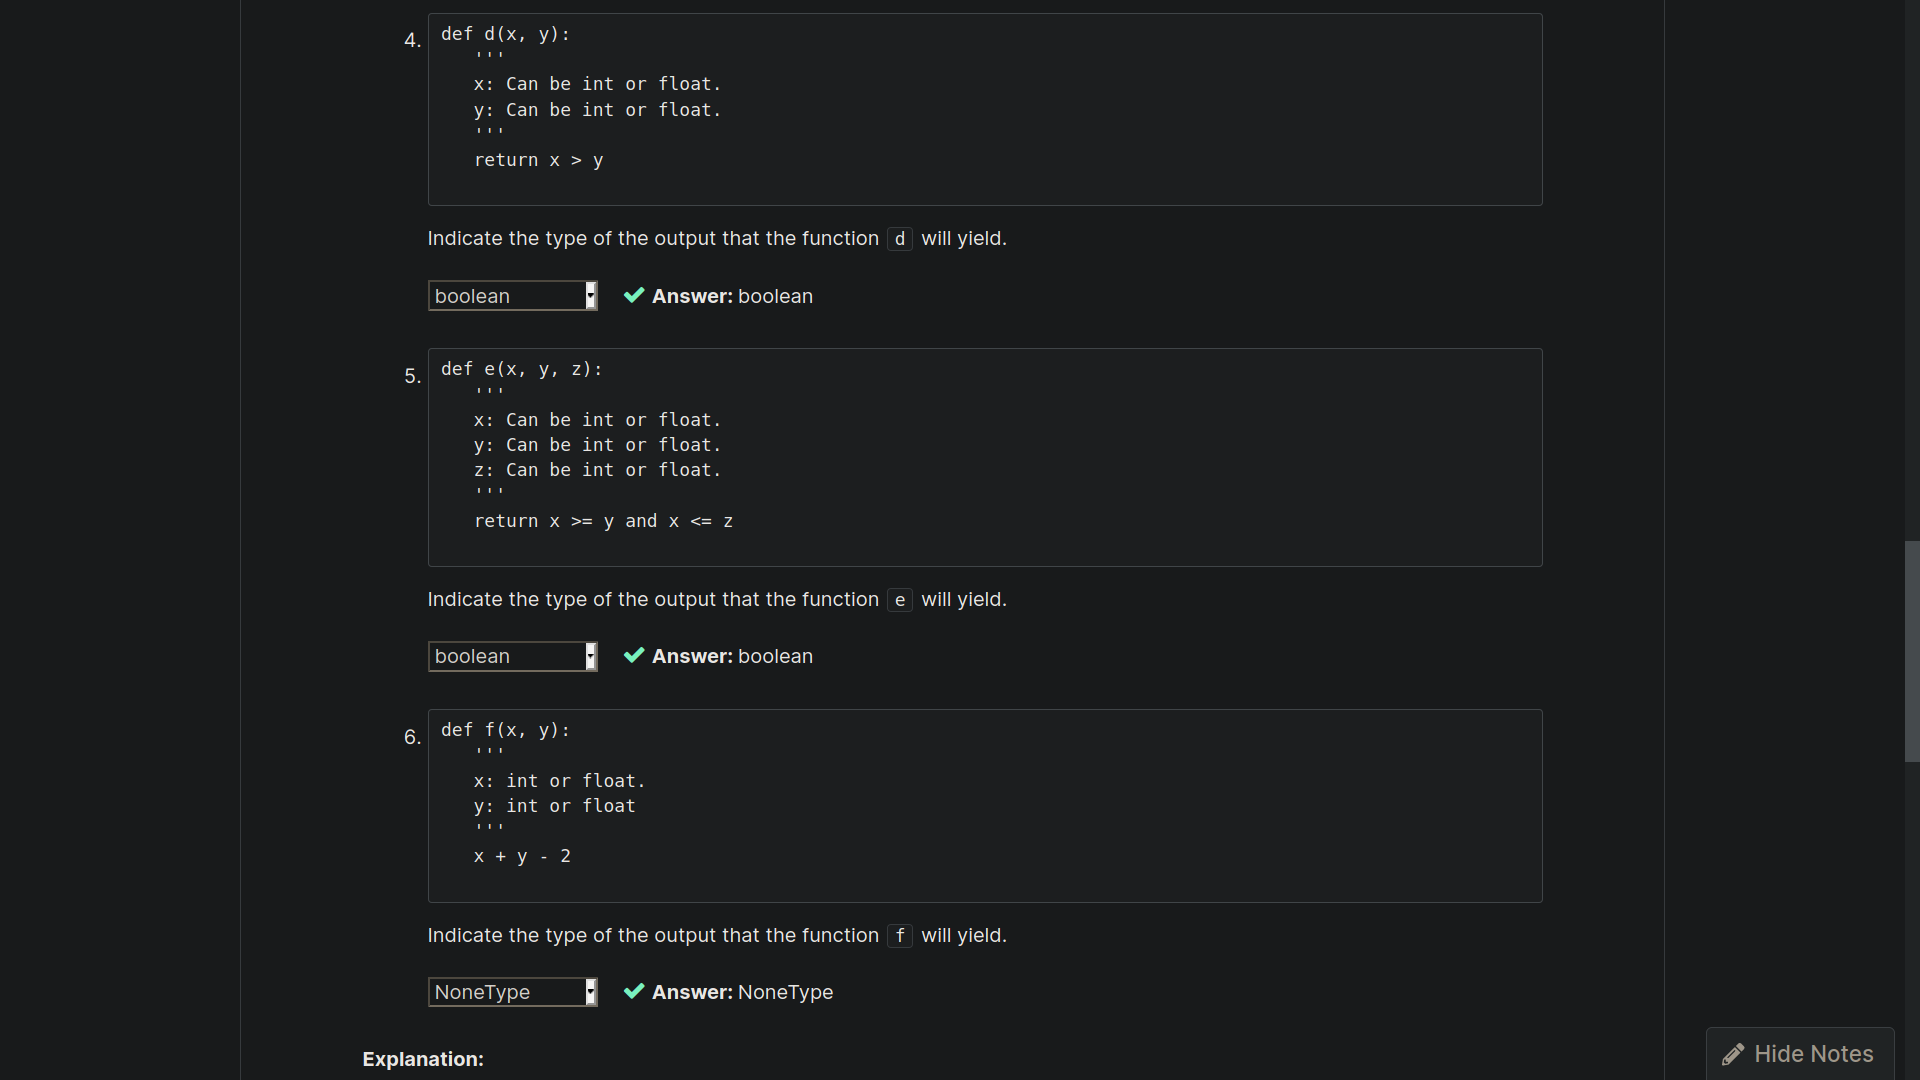 4.
def d(x, y):
'''
x: Can be int or float.
y: Can be int or float.
'''
return x > y
Indicate the type of the output that the function d will yield.
boolean Answer: boolean
5.
def e(x, y, z):
'''
x: Can be int or float.
y: Can be int or float.
z: Can be int or float.
'''
return x >= y and x <= z
Indicate the type of the output that the function e will yield.
boolean Answer: boolean
6.
def f(x, y):
'''
x: int or float.
y: int or float
'''
x + y - 2
Indicate the type of the output that the function f will yield.
NoneType Answer: NoneType
Explanation:
Hide Notes